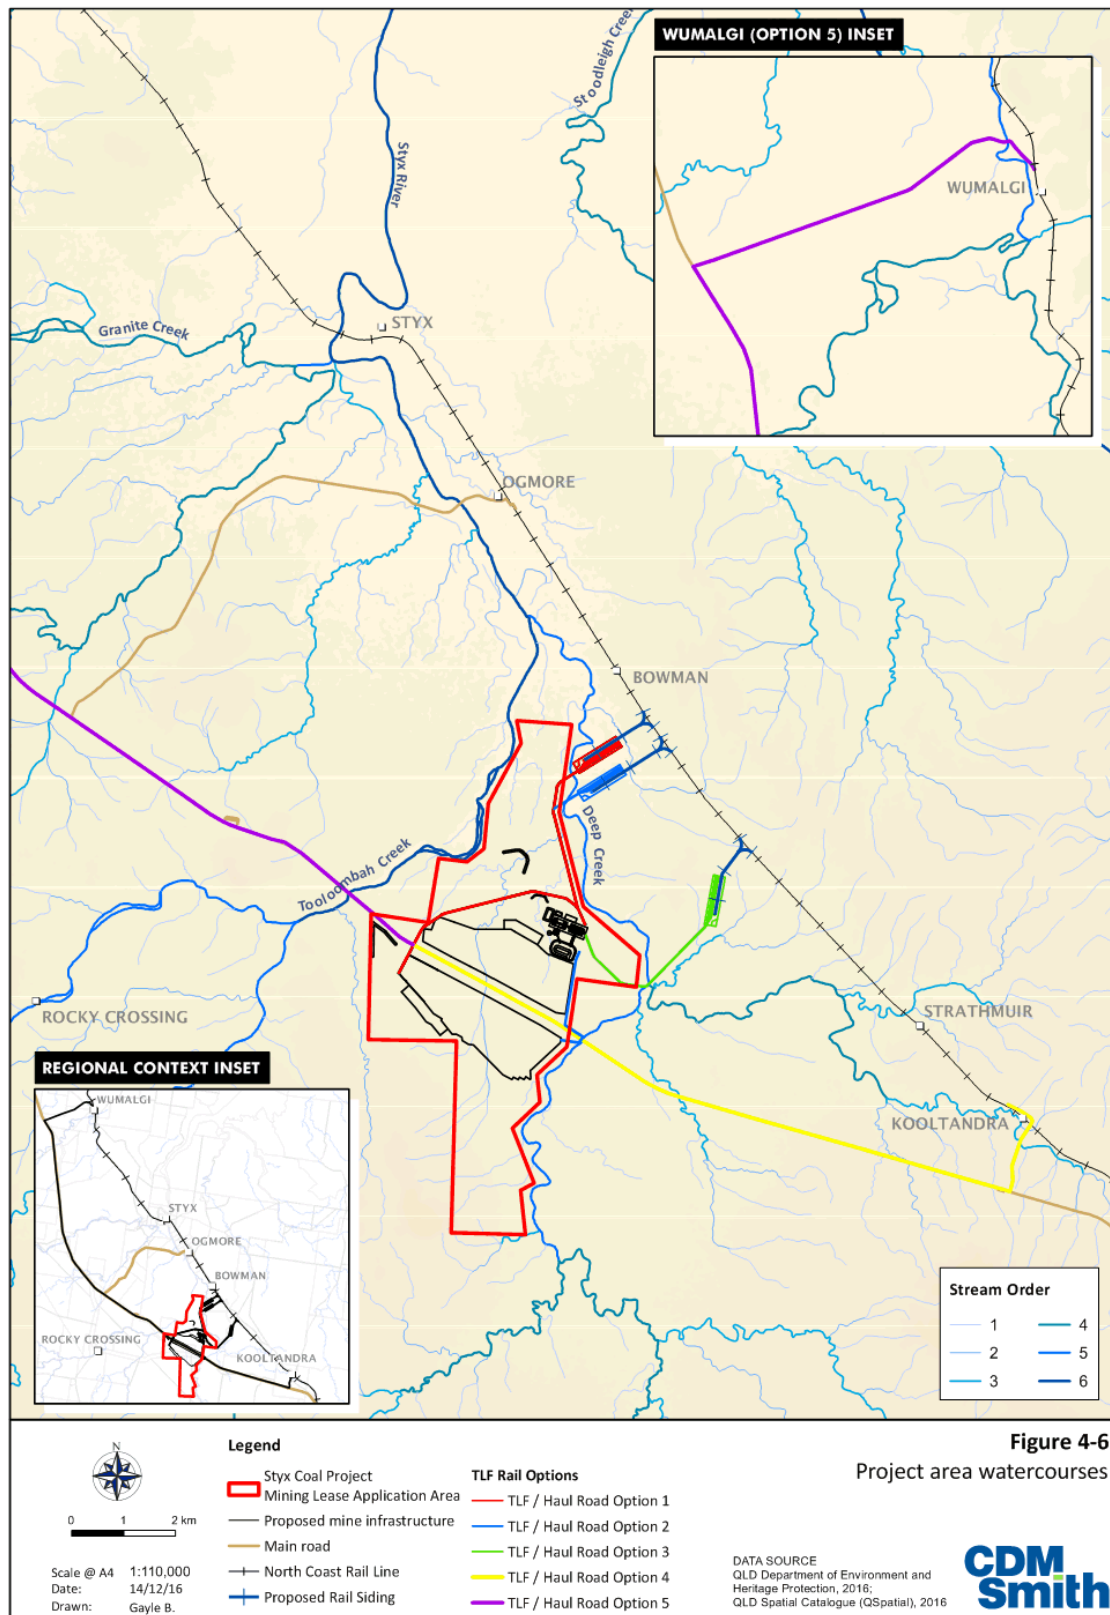 WUMALGI (OPTION 5) INSET
Stoodleigh Creek
Styx River
WUMALGI
STYX
Granite Creek
OGMORE
BOWMAN
Deep Creek
Tooloombah Creek
ROCKY CROSSING
STRATHMUIR
KOOLTANDRA
REGIONAL CONTEXT INSET
WUMALGI
STYX
OGMORE
BOWMAN
ROCKY CROSSING
KOOLTANDRA
Stream Order
1 4
2 5
3 6
Figure 4-6
Project area watercourses
N
0 1 2 km
Scale @ A4 1:110,000
Date: 14/12/16
Drawn: Gayle B.
Legend
Styx Coal Project
Mining Lease Application Area
Proposed mine infrastructure
Main road
North Coast Rail Line
Proposed Rail Siding
TLF Rail Options
TLF / Haul Road Option 1
TLF / Haul Road Option 2
TLF / Haul Road Option 3
TLF / Haul Road Option 4
TLF / Haul Road Option 5
DATA SOURCE
QLD Department of Environment and
Heritage Protection, 2016;
QLD Spatial Catalogue (QSpatial), 2016
CDM
Smith